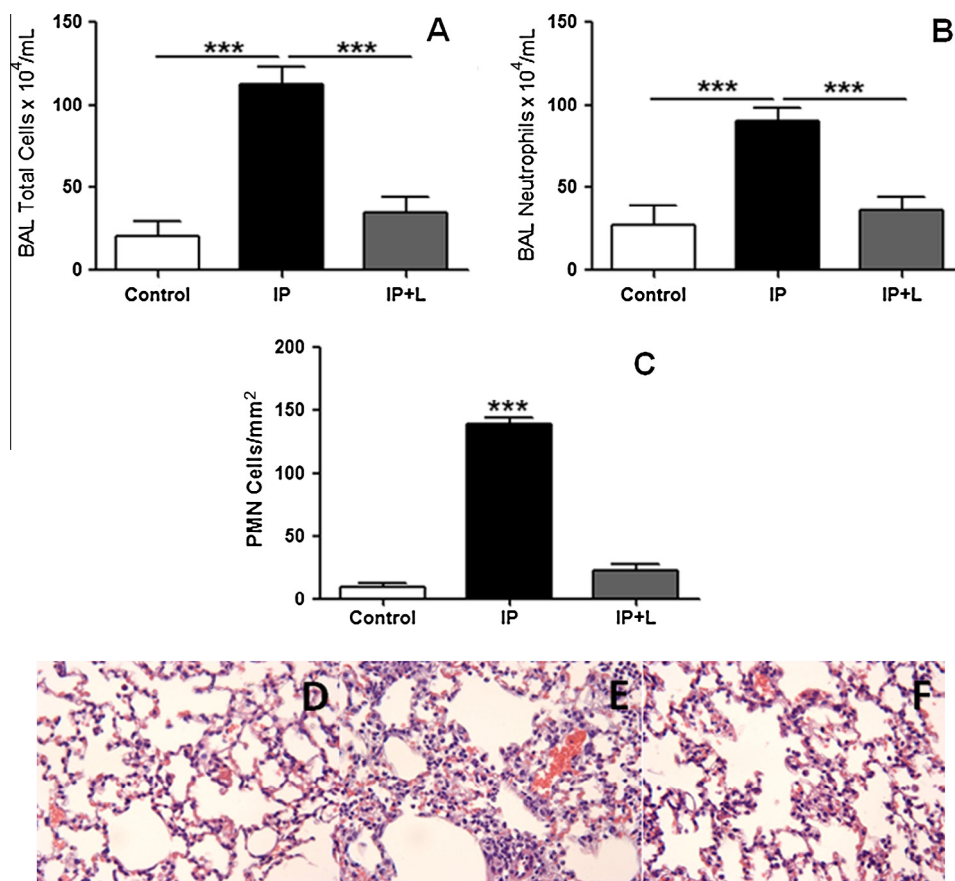 A
BAL Total Cells x 10⁴/mL
150
100
50
0
*** ***
Control IP IP+L
B
BAL Neutrophils x 10⁴/mL
150
100
50
0
*** ***
Control IP IP+L
C
PMN Cells/mm²
200
150
100
50
0
***
Control IP IP+L
D E F